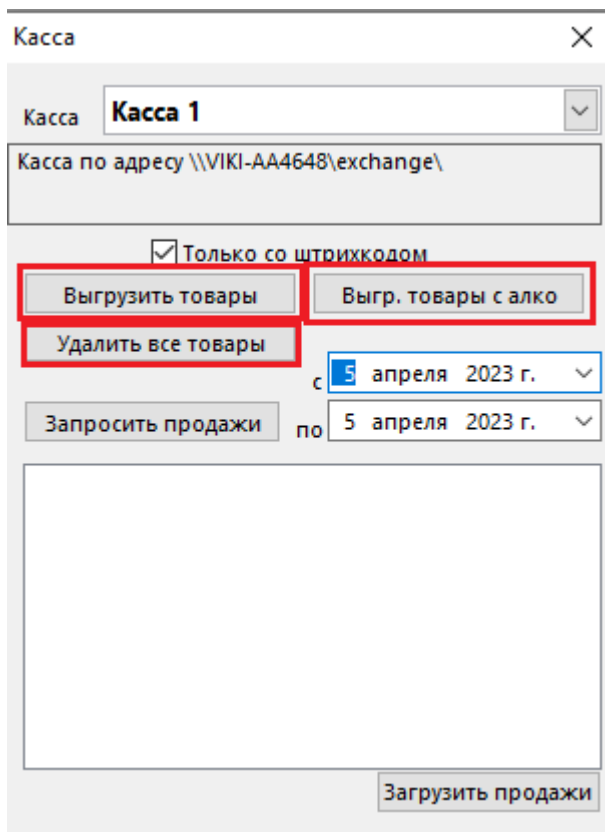 Касса
Касса Касса 1
Касса по адресу \\VIKI-AA4648\exchange\
Только со штрихкодом
Выгрузить товары Выгр. товары с алко
Удалить все товары
с 5 апреля 2023 г.
Запросить продажи по 5 апреля 2023 г.
Загрузить продажи